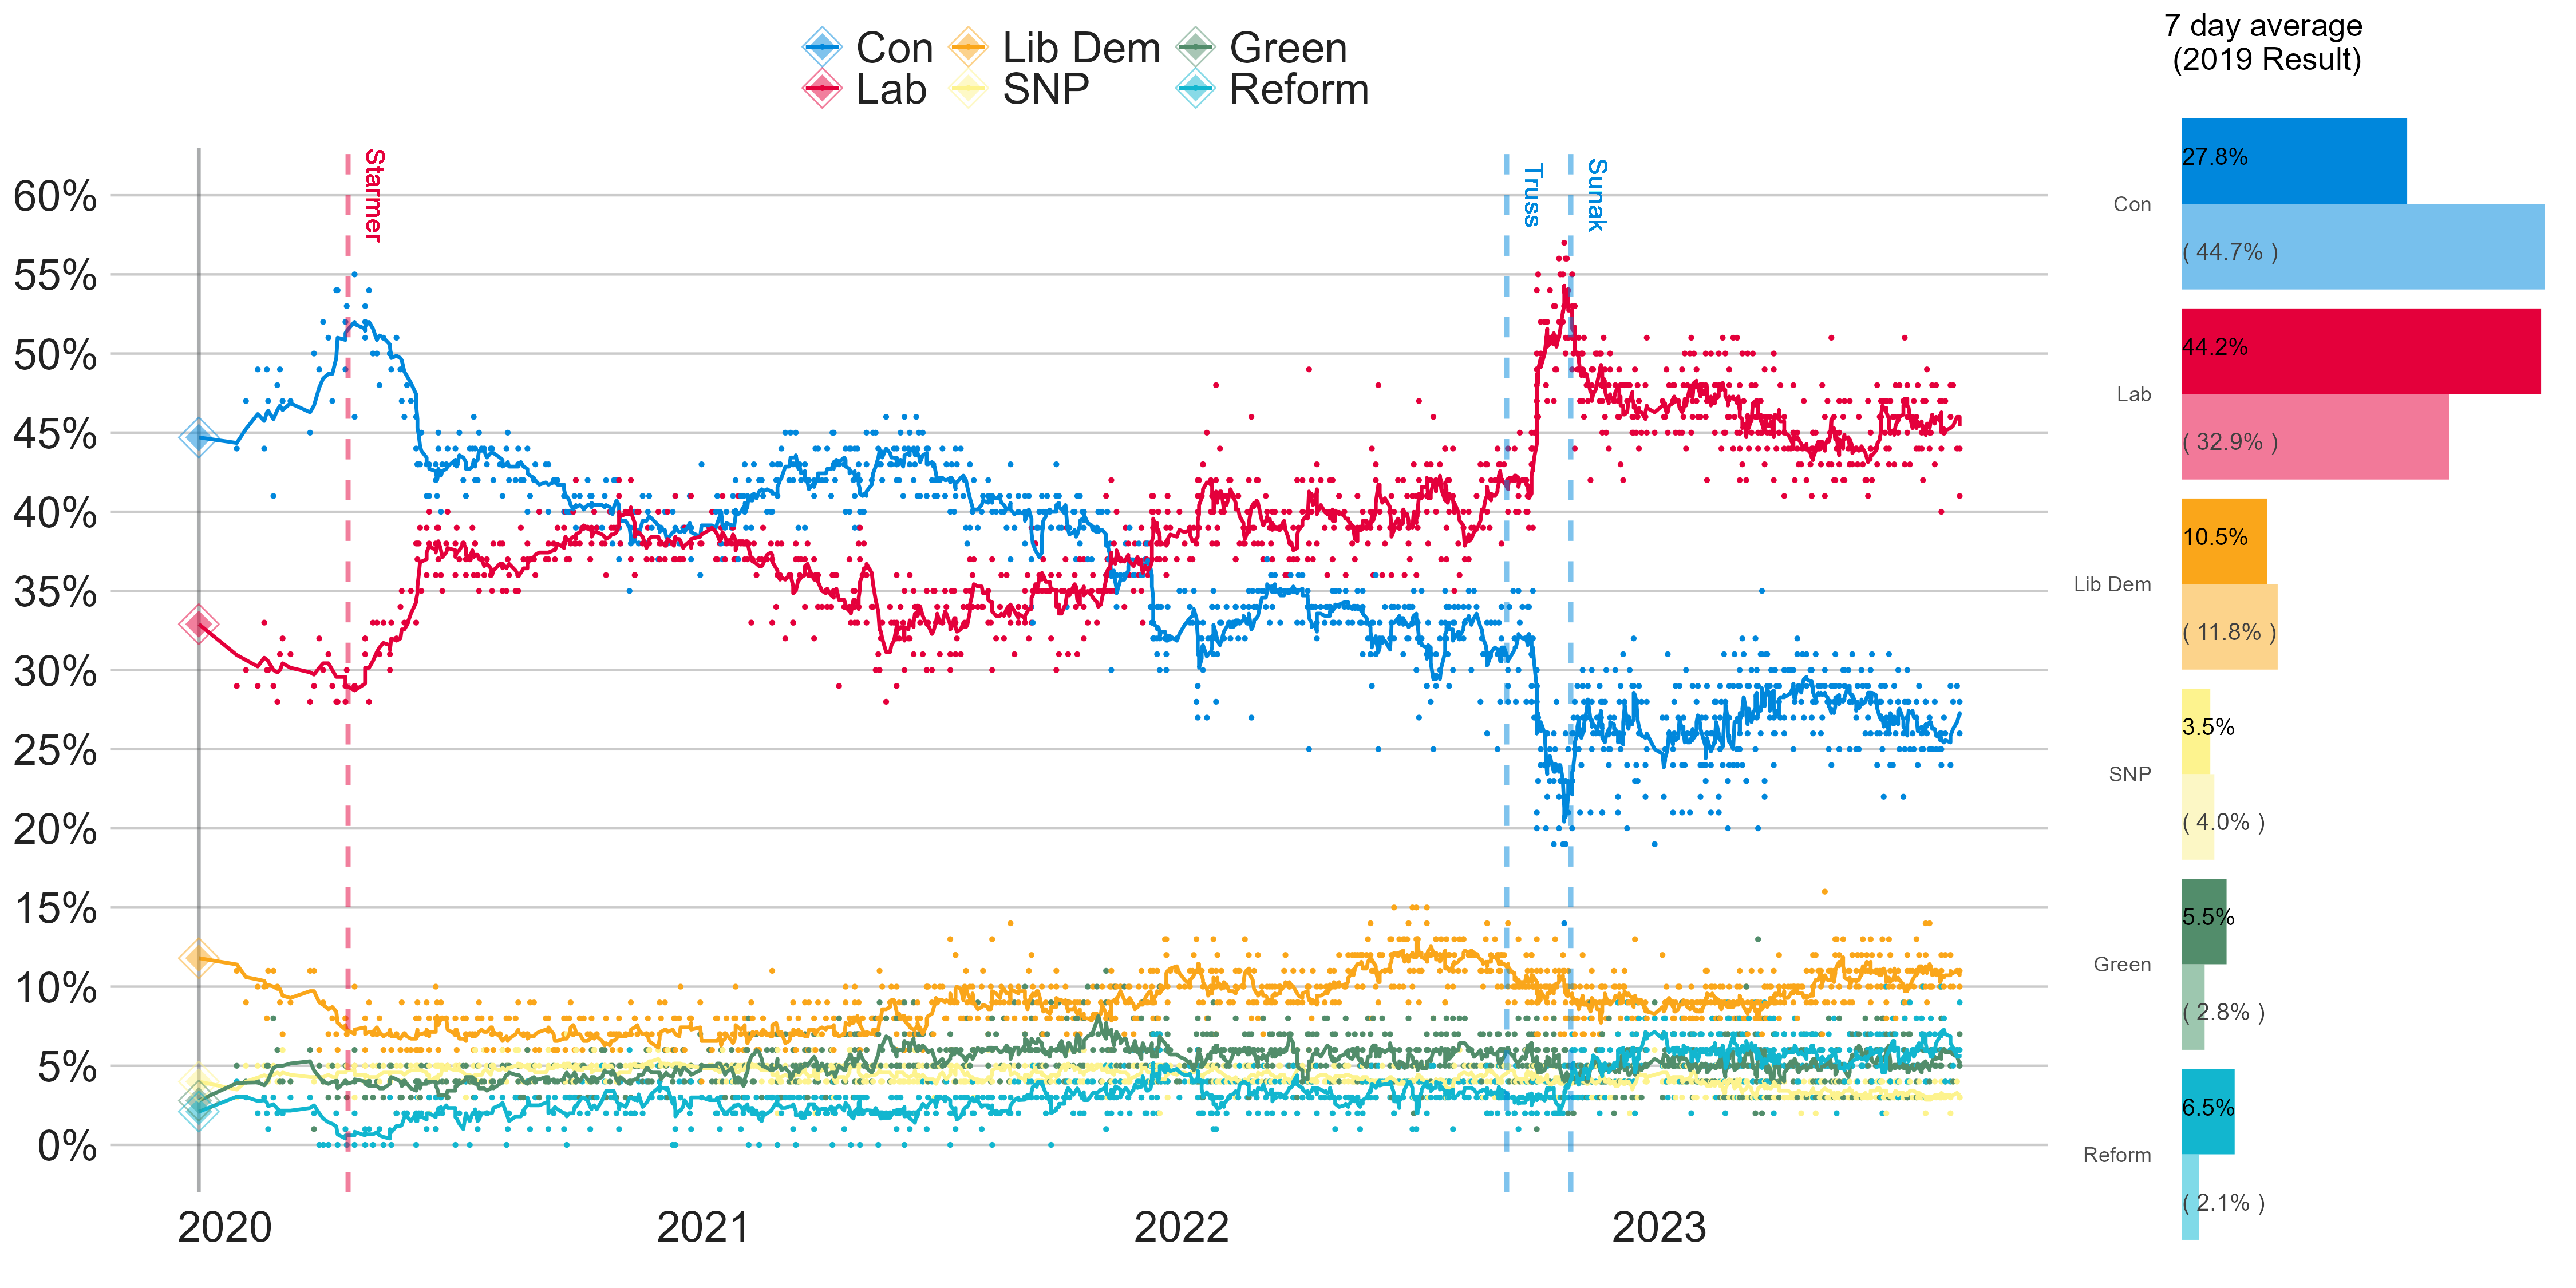 Con Lib Dem Green
Lab SNP Reform
7 day average
(2019 Result)
Starmer
Truss
Sunak
60%
55%
50%
45%
40%
35%
30%
25%
20%
15%
10%
5%
0%
2020 2021 2022 2023
Con
27.8%
( 44.7% )
Lab
44.2%
( 32.9% )
Lib Dem
10.5%
( 11.8% )
SNP
3.5%
( 4.0% )
Green
5.5%
( 2.8% )
Reform
6.5%
( 2.1% )